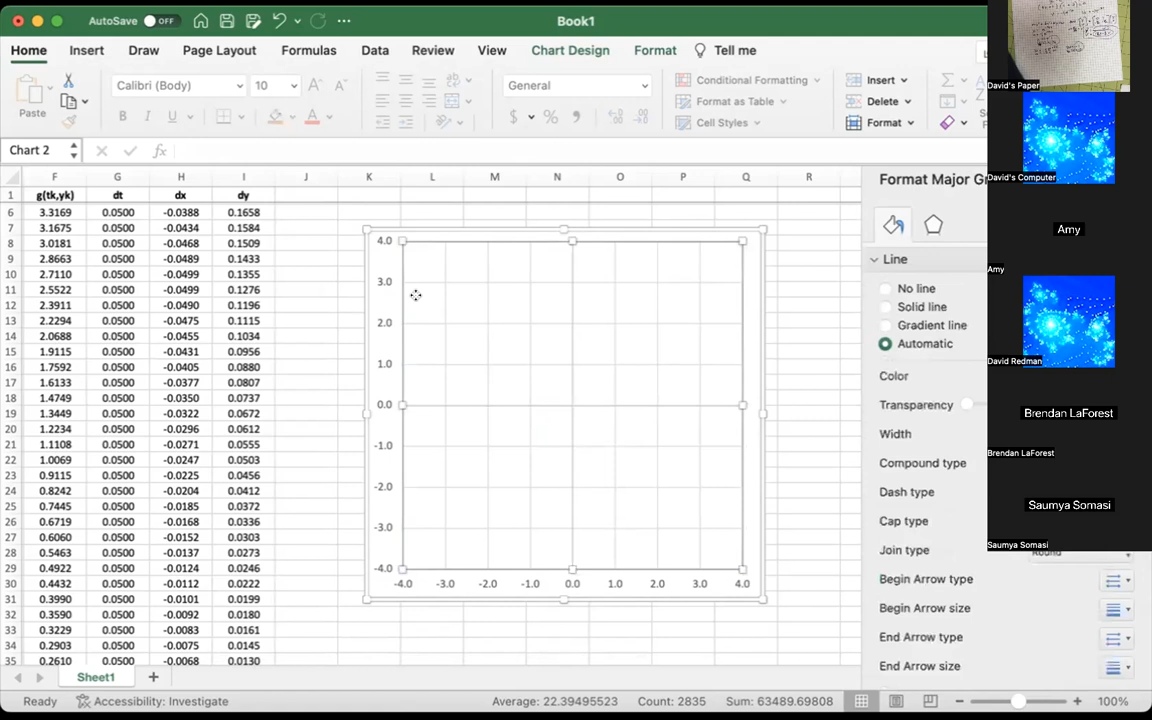 AutoSave OFF Book1
Home Insert Draw Page Layout Formulas Data Review View Chart Design Format Tell me
Paste Calibri (Body) 10 A A General Conditional Formatting Insert
B I U A $ % Format as Table Delete
Cell Styles Format
Chart 2 fx
F G H I J K L M N O P Q R
1 g(tk,yk) dt dx dy
6 3.3169 0.0500 -0.0388 0.1658
7 3.1675 0.0500 -0.0434 0.1584
8 3.0181 0.0500 -0.0468 0.1509
9 2.8663 0.0500 -0.0489 0.1433
10 2.7110 0.0500 -0.0499 0.1355
11 2.5522 0.0500 -0.0499 0.1276
12 2.3911 0.0500 -0.0490 0.1196
13 2.2294 0.0500 -0.0475 0.1115
14 2.0688 0.0500 -0.0455 0.1034
15 1.9115 0.0500 -0.0431 0.0956
16 1.7592 0.0500 -0.0405 0.0880
17 1.6133 0.0500 -0.0377 0.0807
18 1.4749 0.0500 -0.0350 0.0737
19 1.3449 0.0500 -0.0322 0.0672
20 1.2234 0.0500 -0.0296 0.0612
21 1.1108 0.0500 -0.0271 0.0555
22 1.0069 0.0500 -0.0247 0.0503
23 0.9115 0.0500 -0.0225 0.0456
24 0.8242 0.0500 -0.0204 0.0412
25 0.7445 0.0500 -0.0185 0.0372
26 0.6719 0.0500 -0.0168 0.0336
27 0.6060 0.0500 -0.0152 0.0303
28 0.5463 0.0500 -0.0137 0.0273
29 0.4922 0.0500 -0.0124 0.0246
30 0.4432 0.0500 -0.0112 0.0222
31 0.3990 0.0500 -0.0101 0.0199
32 0.3590 0.0500 -0.0092 0.0180
33 0.3229 0.0500 -0.0083 0.0161
34 0.2903 0.0500 -0.0075 0.0145
35 0.2610 0.0500 -0.0068 0.0130
4.0
3.0
2.0
1.0
0.0
-1.0
-2.0
-3.0
-4.0
-4.0 -3.0 -2.0 -1.0 0.0 1.0 2.0 3.0 4.0
Format Major Gr
Line
No line
Solid line
Gradient line
Automatic
Color
Transparency
Width
Compound type
Dash type
Cap type
Join type Round
Begin Arrow type
Begin Arrow size
End Arrow type
End Arrow size
David's Paper
David's Computer
Amy
Amy
David Redman
Brendan LaForest
Brendan LaForest
Saumya Somasi
Saumya Somasi
Sheet1
Ready Accessibility: Investigate Average: 22.39495523 Count: 2835 Sum: 63489.69808 100%